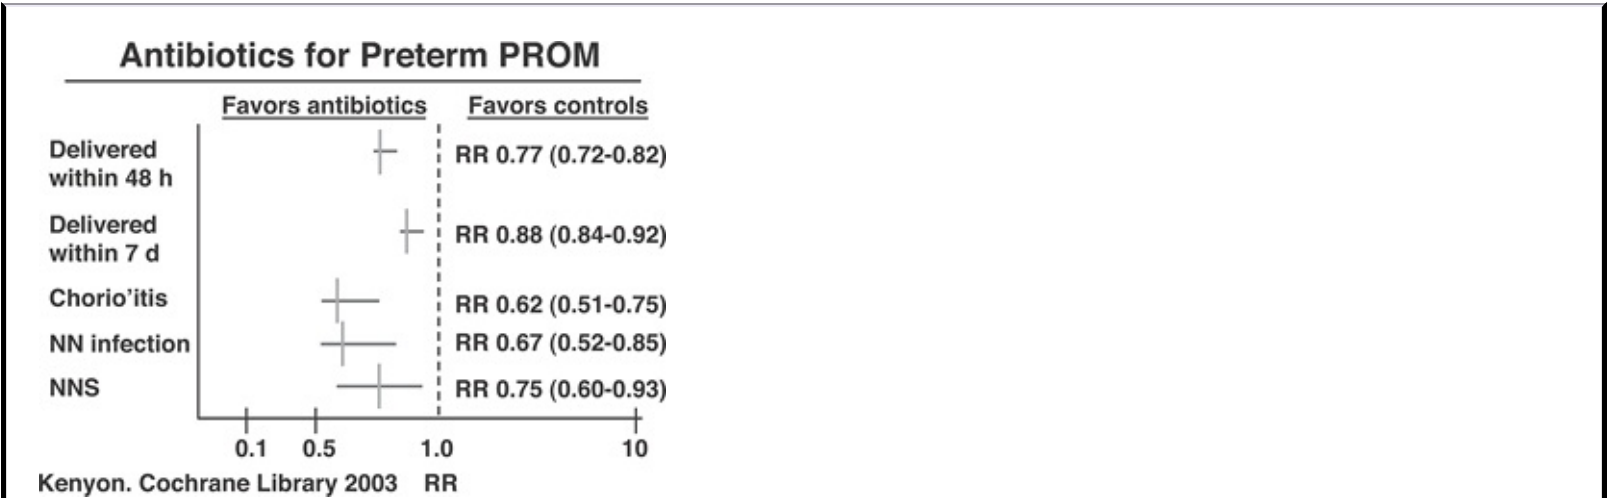 Antibiotics for Preterm PROM
Favors antibiotics Favors controls
Delivered
within 48 h
RR 0.77 (0.72-0.82)
Delivered
within 7 d
RR 0.88 (0.84-0.92)
Chorio’itis RR 0.62 (0.51-0.75)
NN infection RR 0.67 (0.52-0.85)
NNS RR 0.75 (0.60-0.93)
0.1 0.5 1.0 10
Kenyon. Cochrane Library 2003 RR